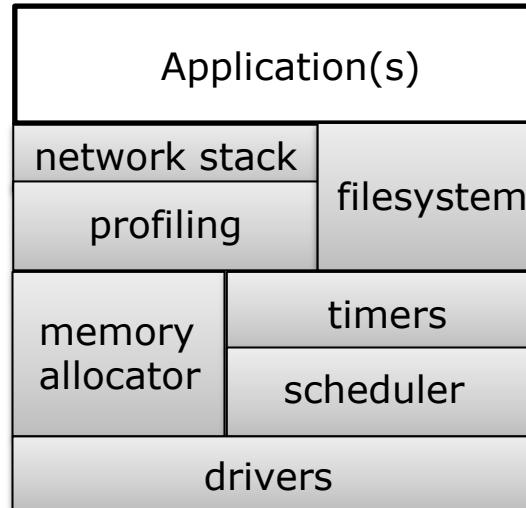 Application(s)
network stack
filesystem
profiling
memory
allocator
timers
scheduler
drivers